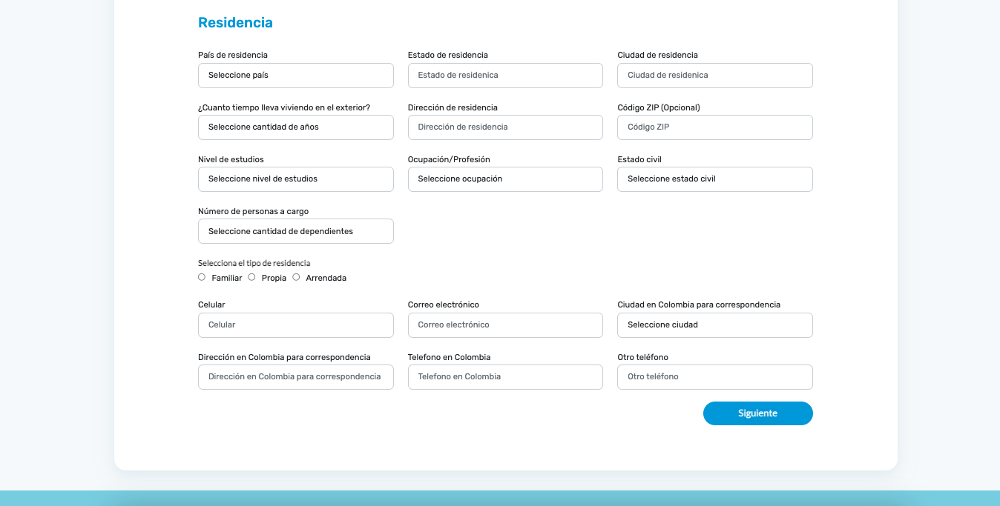 Residencia
País de residencia Estado de residencia Ciudad de residencia
Seleccione país Estado de residenica Ciudad de residenica
¿Cuanto tiempo lleva viviendo en el exterior? Dirección de residencia Código ZIP (Opcional)
Seleccione cantidad de años Dirección de residencia Código ZIP
Nivel de estudios Ocupación/Profesión Estado civil
Seleccione nivel de estudios Seleccione ocupación Seleccione estado civil
Número de personas a cargo
Seleccione cantidad de dependientes
Selecciona el tipo de residencia
Familiar Propia Arrendada
Celular Correo electrónico Ciudad en Colombia para correspondencia
Celular Correo electrónico Seleccione ciudad
Dirección en Colombia para correspondencia Telefono en Colombia Otro teléfono
Dirección en Colombia para correspondencia Telefono en Colombia Otro teléfono
Siguiente